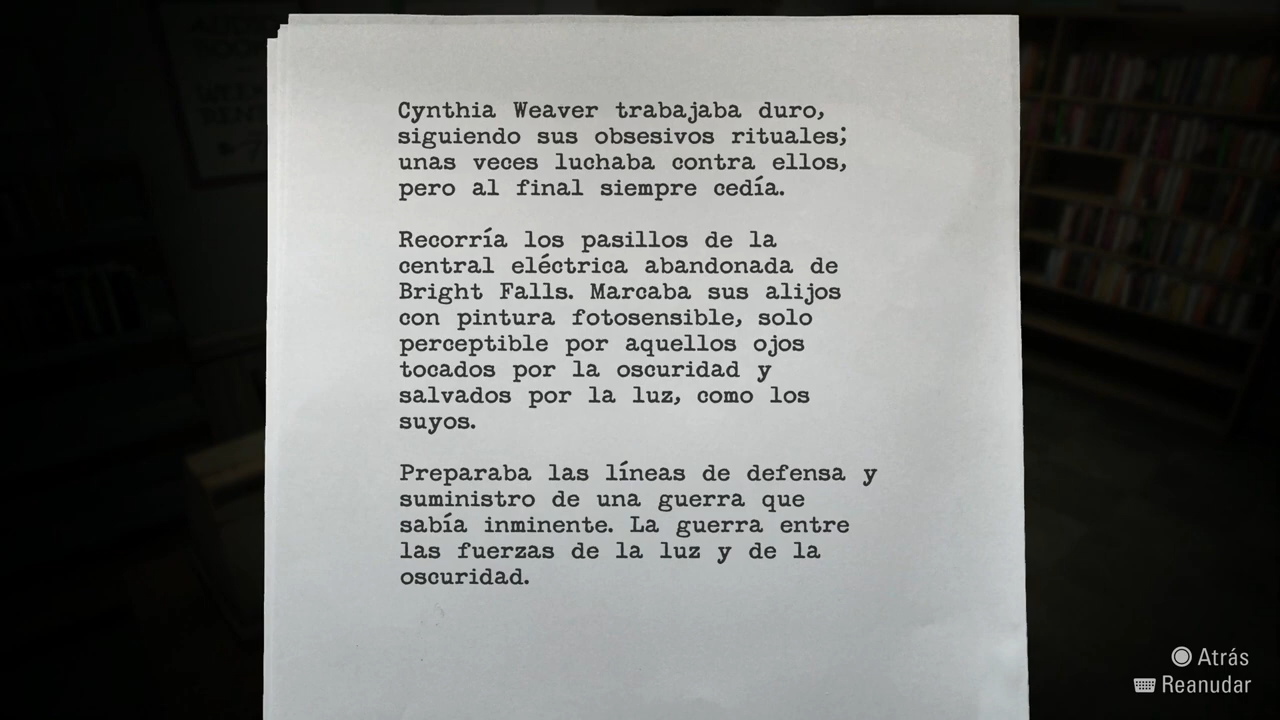 Cynthia Weaver trabajaba duro,
siguiendo sus obsesivos rituales;
unas veces luchaba contra ellos,
pero al final siempre cedía.
Recorría los pasillos de la
central eléctrica abandonada de
Bright Falls. Marcaba sus alijos
con pintura fotosensible, solo
perceptible por aquellos ojos
tocados por la oscuridad y
salvados por la luz, como los
suyos.
Preparaba las líneas de defensa y
suministro de una guerra que
sabía inminente. La guerra entre
las fuerzas de la luz y de la
oscuridad.
Atrás
Reanudar